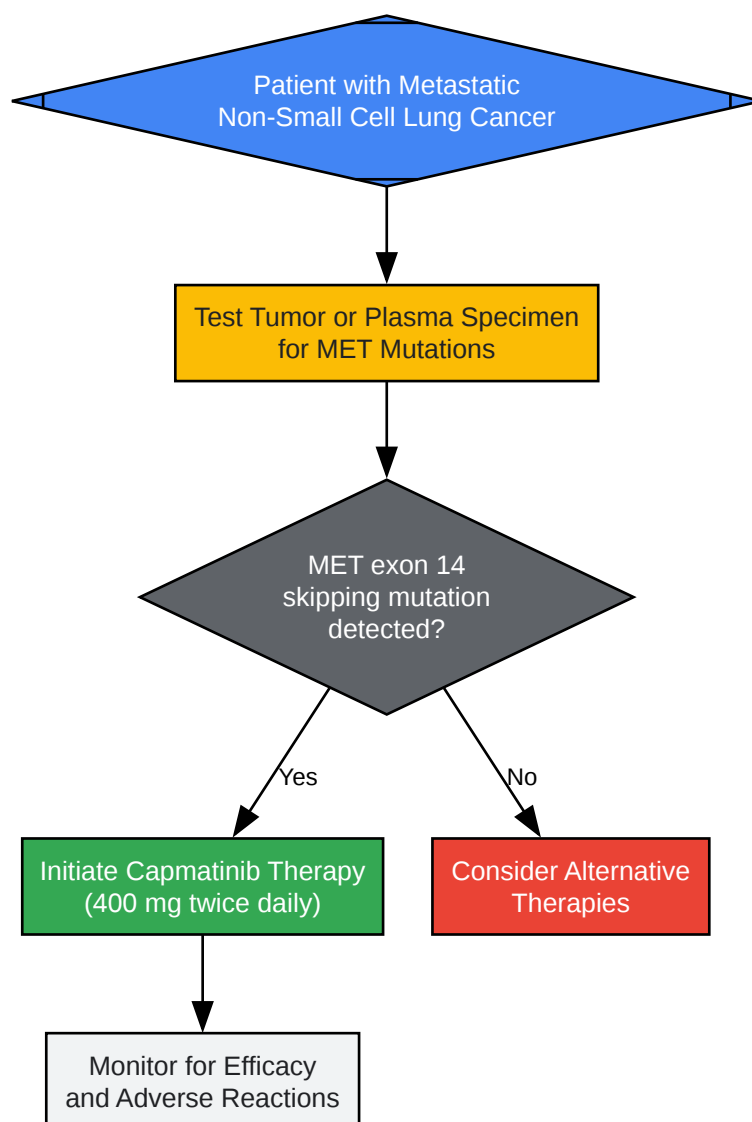 Patient with Metastatic
Non-Small Cell Lung Cancer
Test Tumor or Plasma Specimen
for MET Mutations
MET exon 14
skipping mutation
detected?
Yes
No
Initiate Capmatinib Therapy
(400 mg twice daily)
Consider Alternative
Therapies
Monitor for Efficacy
and Adverse Reactions